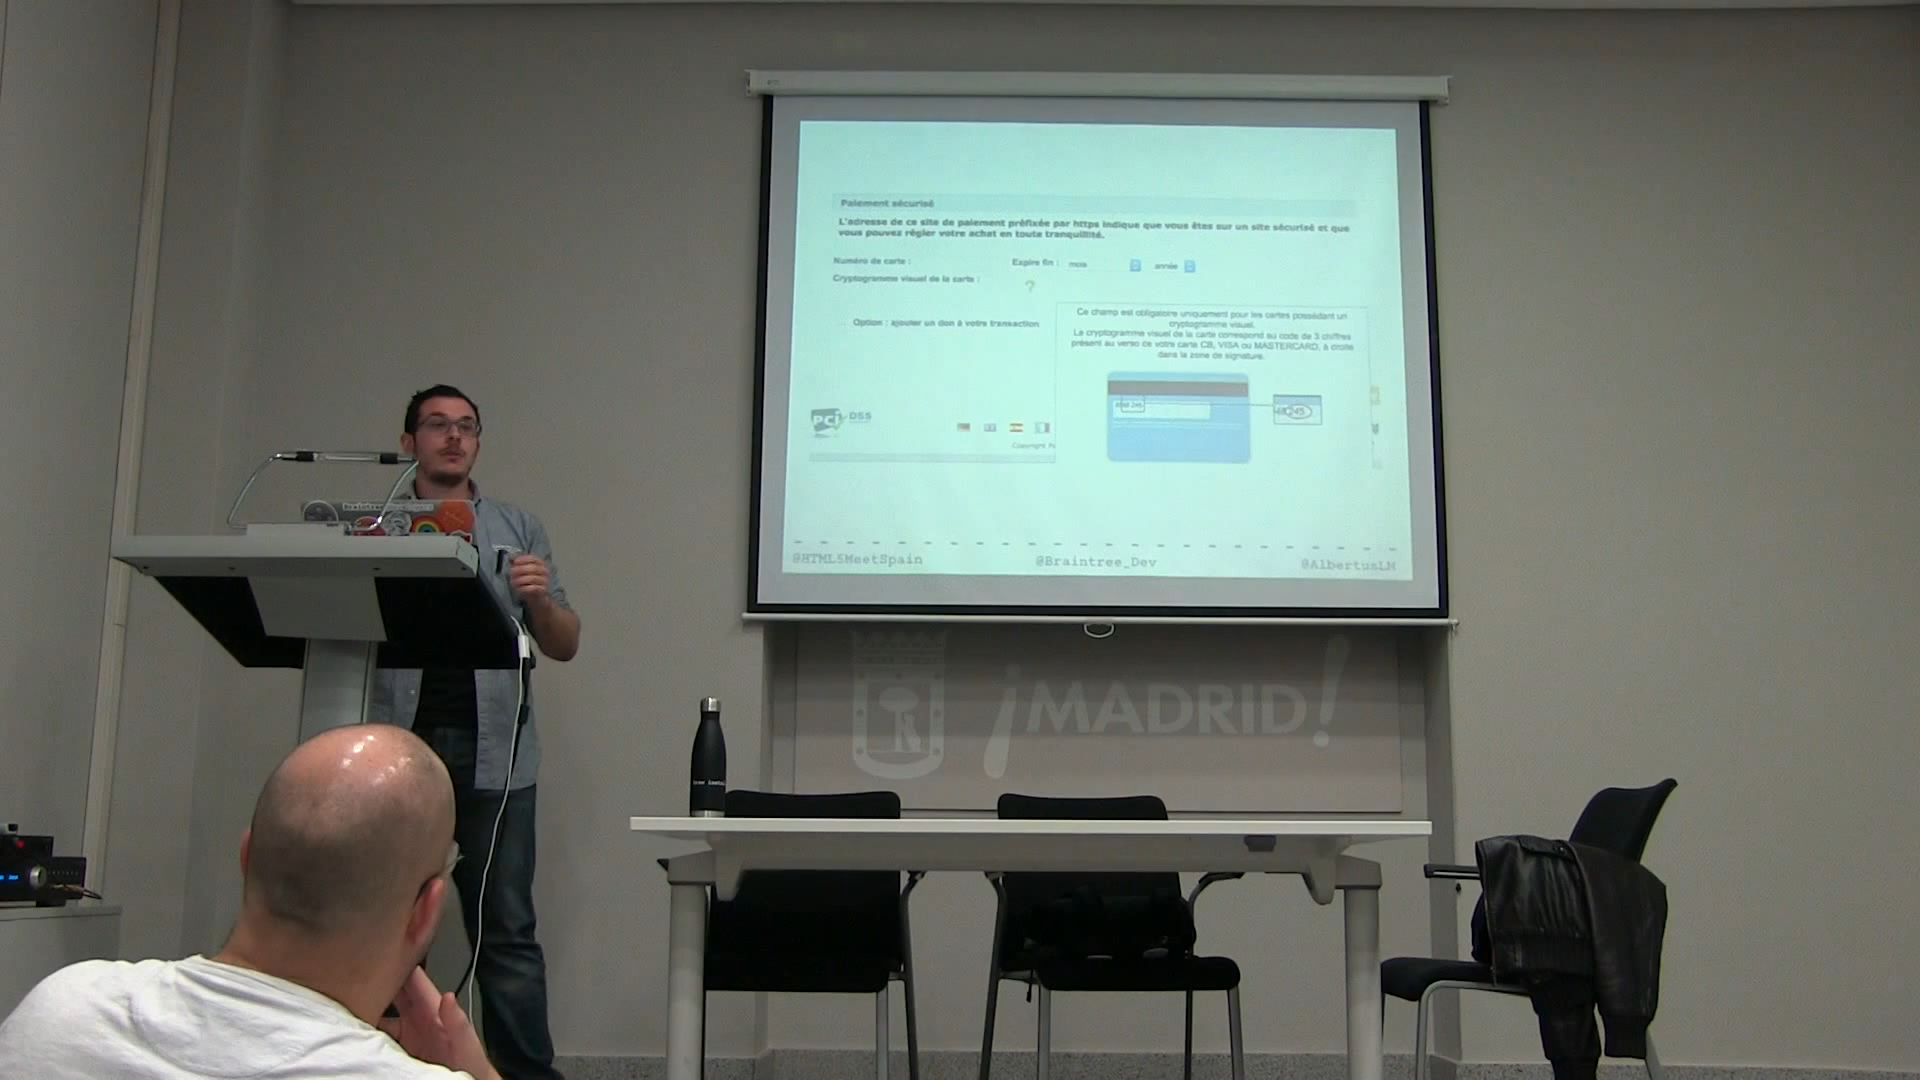 Paiement sécurisé
L'adresse de ce site de paiement préfixée par https indique que vous êtes sur un site sécurisé et que
vous pouvez régler votre achat en toute tranquillité.
Numéro de carte :
Expire fin : mois
année
Cryptogramme visuel de la carte :
?
Option : ajouter un don à votre transaction
Ce champ est obligatoire uniquement pour les cartes possédant un
cryptogramme visuel.
Le cryptogramme visuel de la carte correspond au code de 3 chiffres
présent au verso de votre carte CB, VISA ou MASTERCARD, à droite
dans la zone de signature.
PCI DSS
Copyright
@HTML5MeetSpain
@Braintree_Dev
@AlbertusLM
Braintree
¡MADRID!